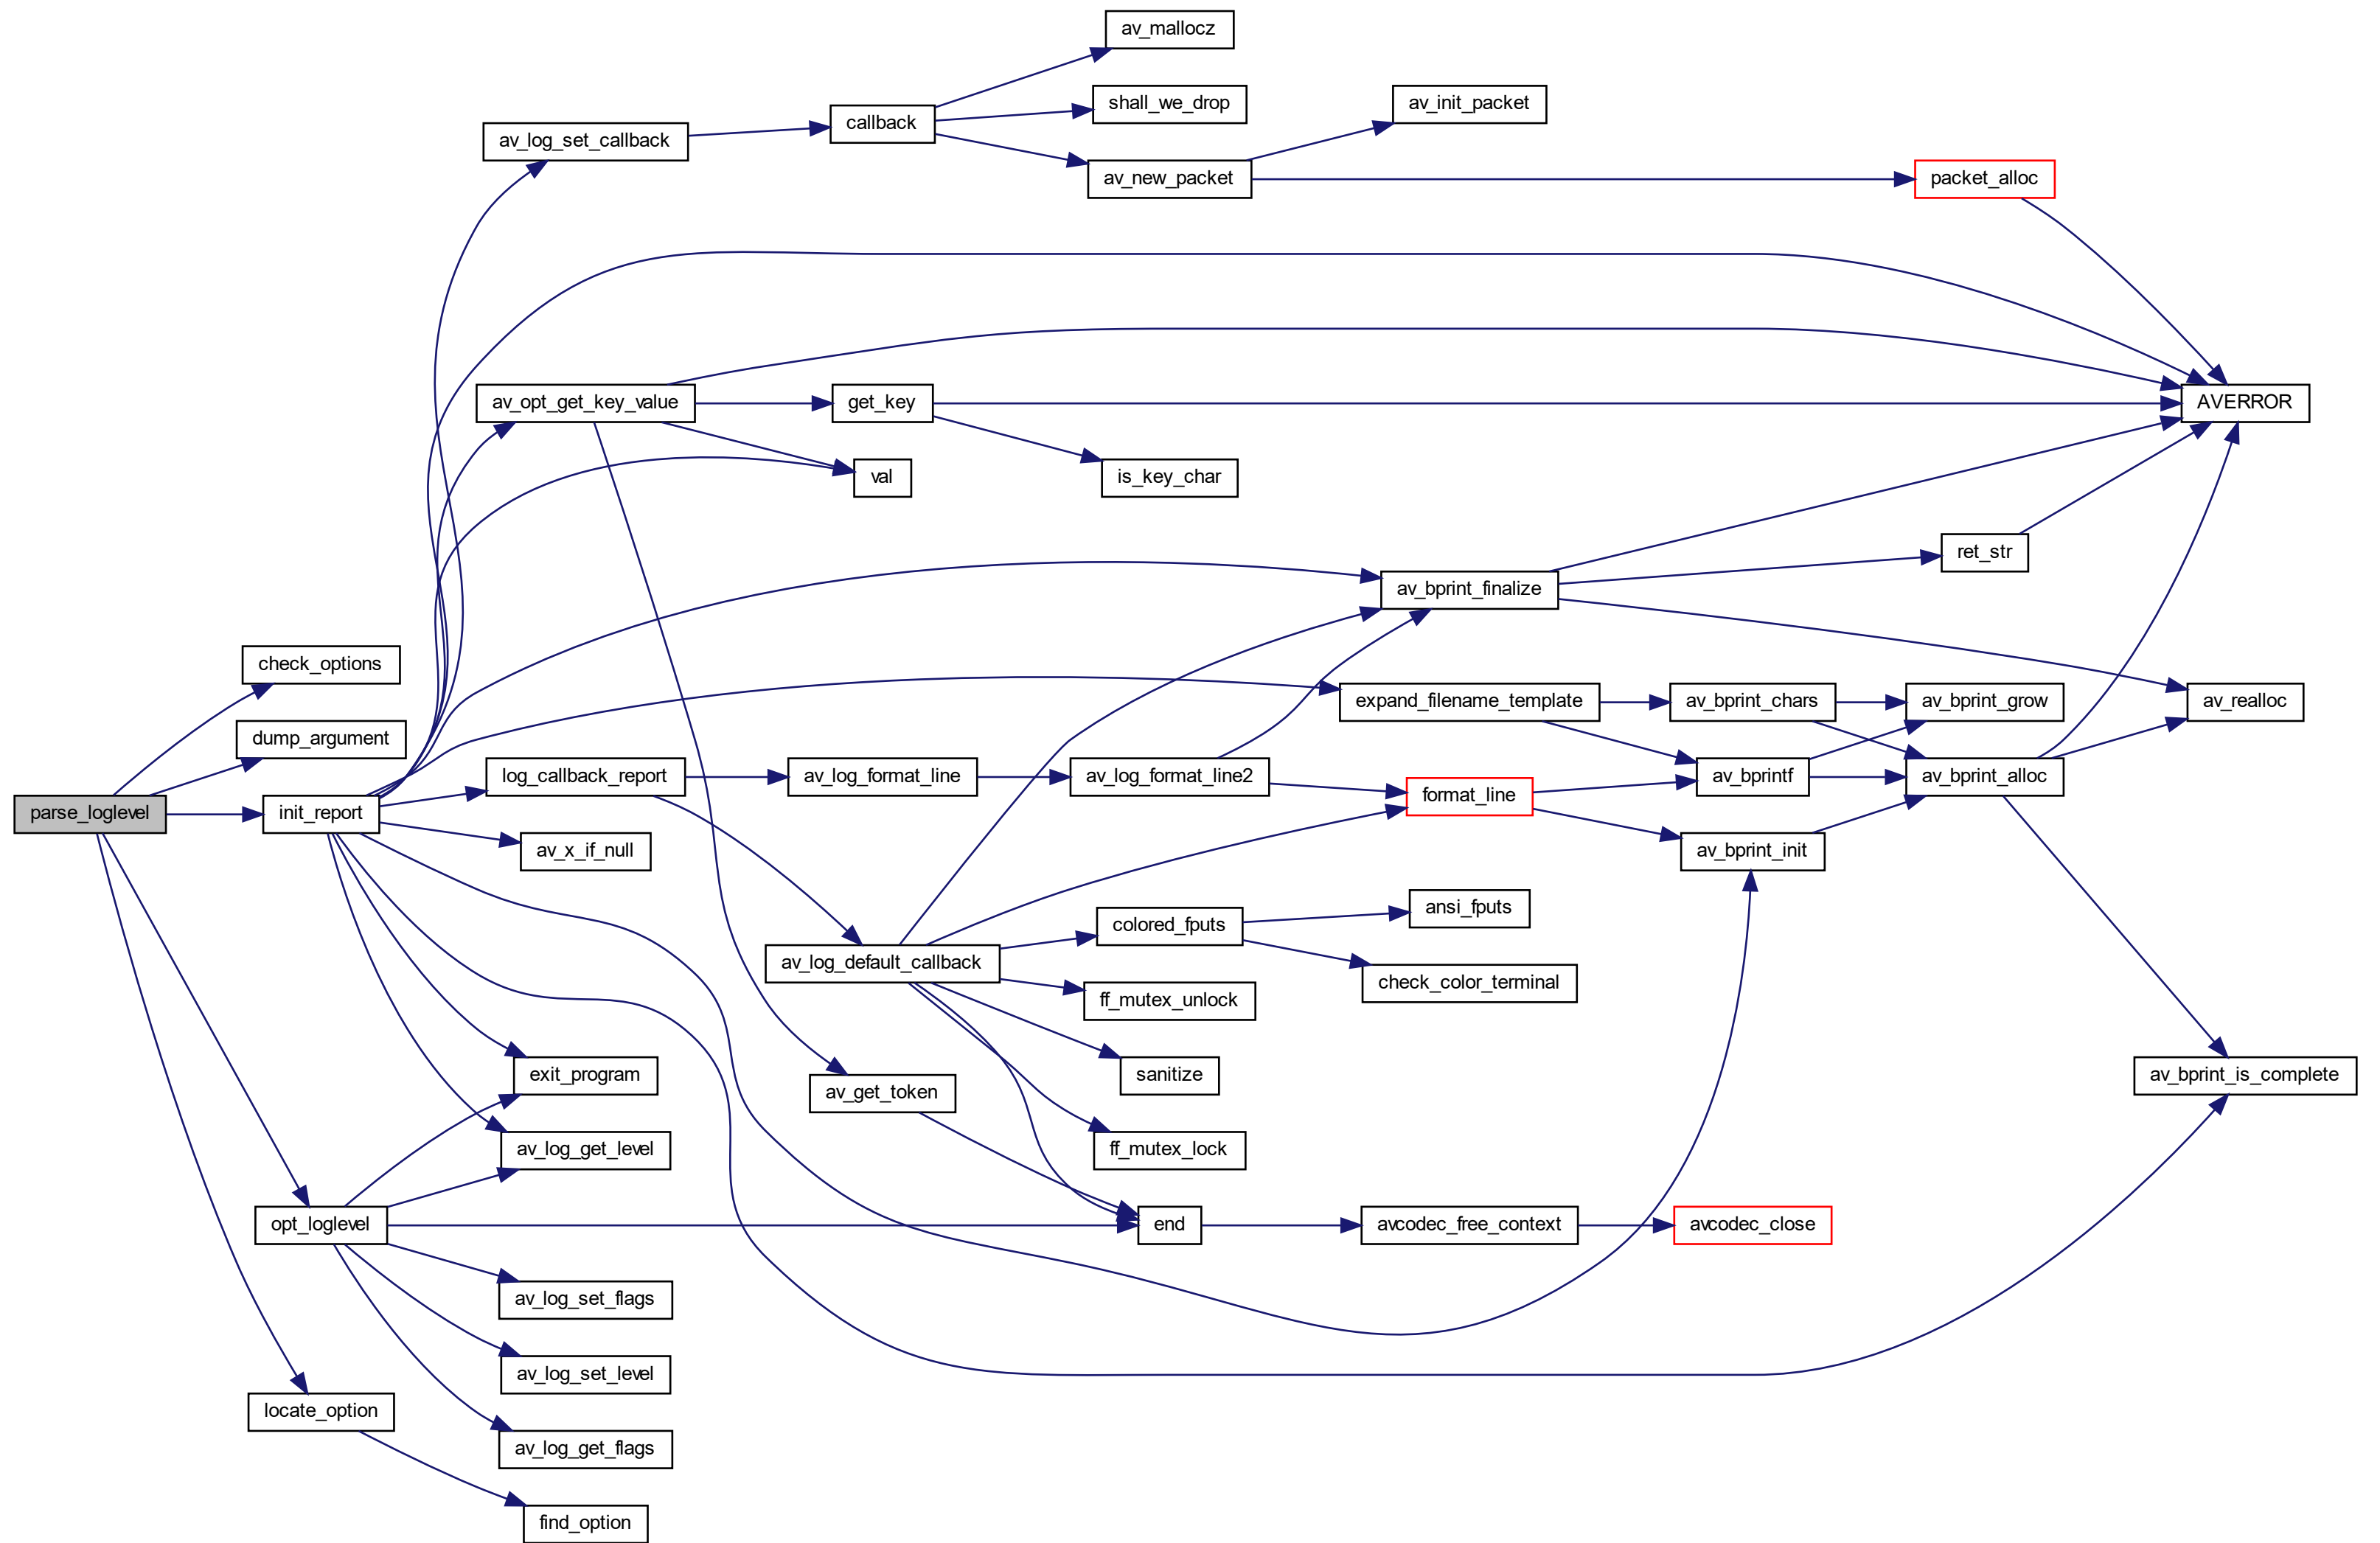 av_mallocz
shall_we_drop
av_init_packet
callback
av_log_set_callback
av_new_packet
packet_alloc
av_opt_get_key_value
get_key
AVERROR
val
is_key_char
ret_str
av_bprint_finalize
check_options
expand_filename_template
av_bprint_chars
av_bprint_grow
av_realloc
dump_argument
log_callback_report
av_log_format_line
av_log_format_line2
av_bprintf
av_bprint_alloc
format_line
parse_loglevel
init_report
av_x_if_null
av_bprint_init
ansi_fputs
colored_fputs
av_log_default_callback
check_color_terminal
ff_mutex_unlock
exit_program
sanitize
av_bprint_is_complete
av_get_token
av_log_get_level
ff_mutex_lock
opt_loglevel
end
avcodec_free_context
avcodec_close
av_log_set_flags
av_log_set_level
locate_option
av_log_get_flags
find_option